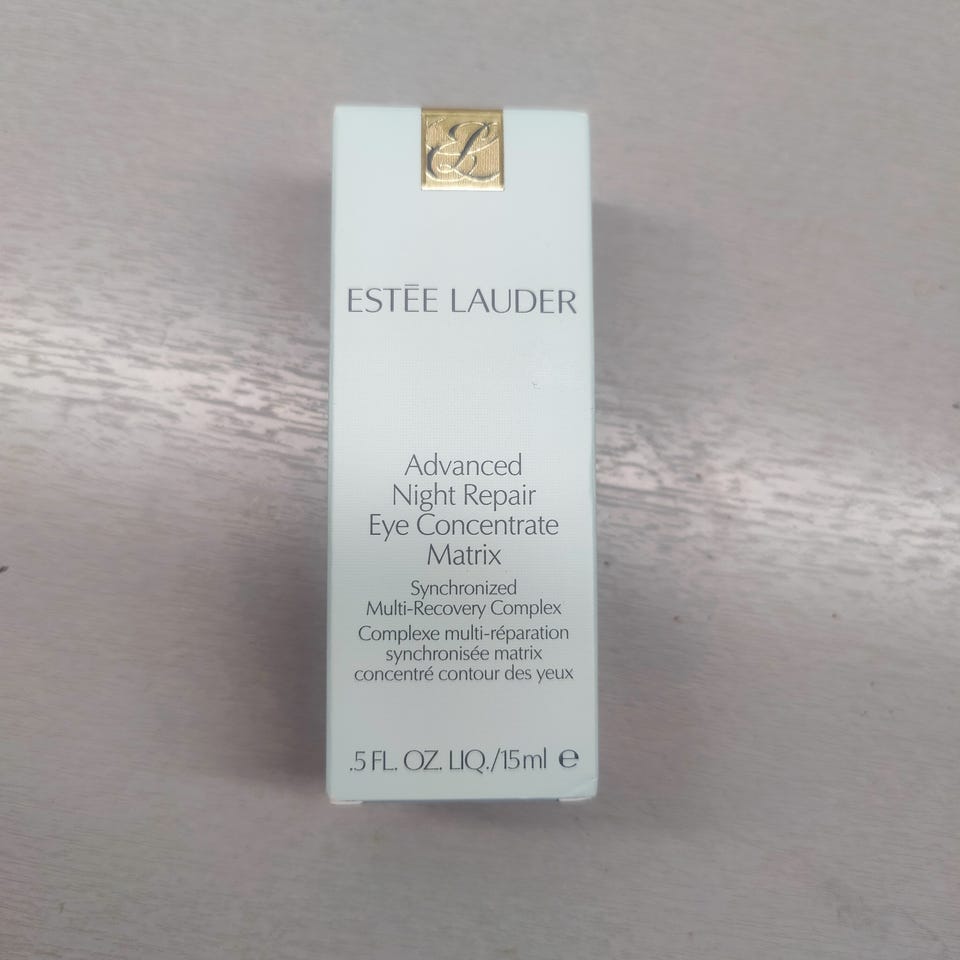 ESTĒE LAUDER
Advanced
Night Repair
Eye Concentrate
Matrix
Synchronized
Multi-Recovery Complex
Complexe multi-réparation
synchronisée matrix
concentré contour des yeux
.5 FL. OZ. LIQ./15ml ℮